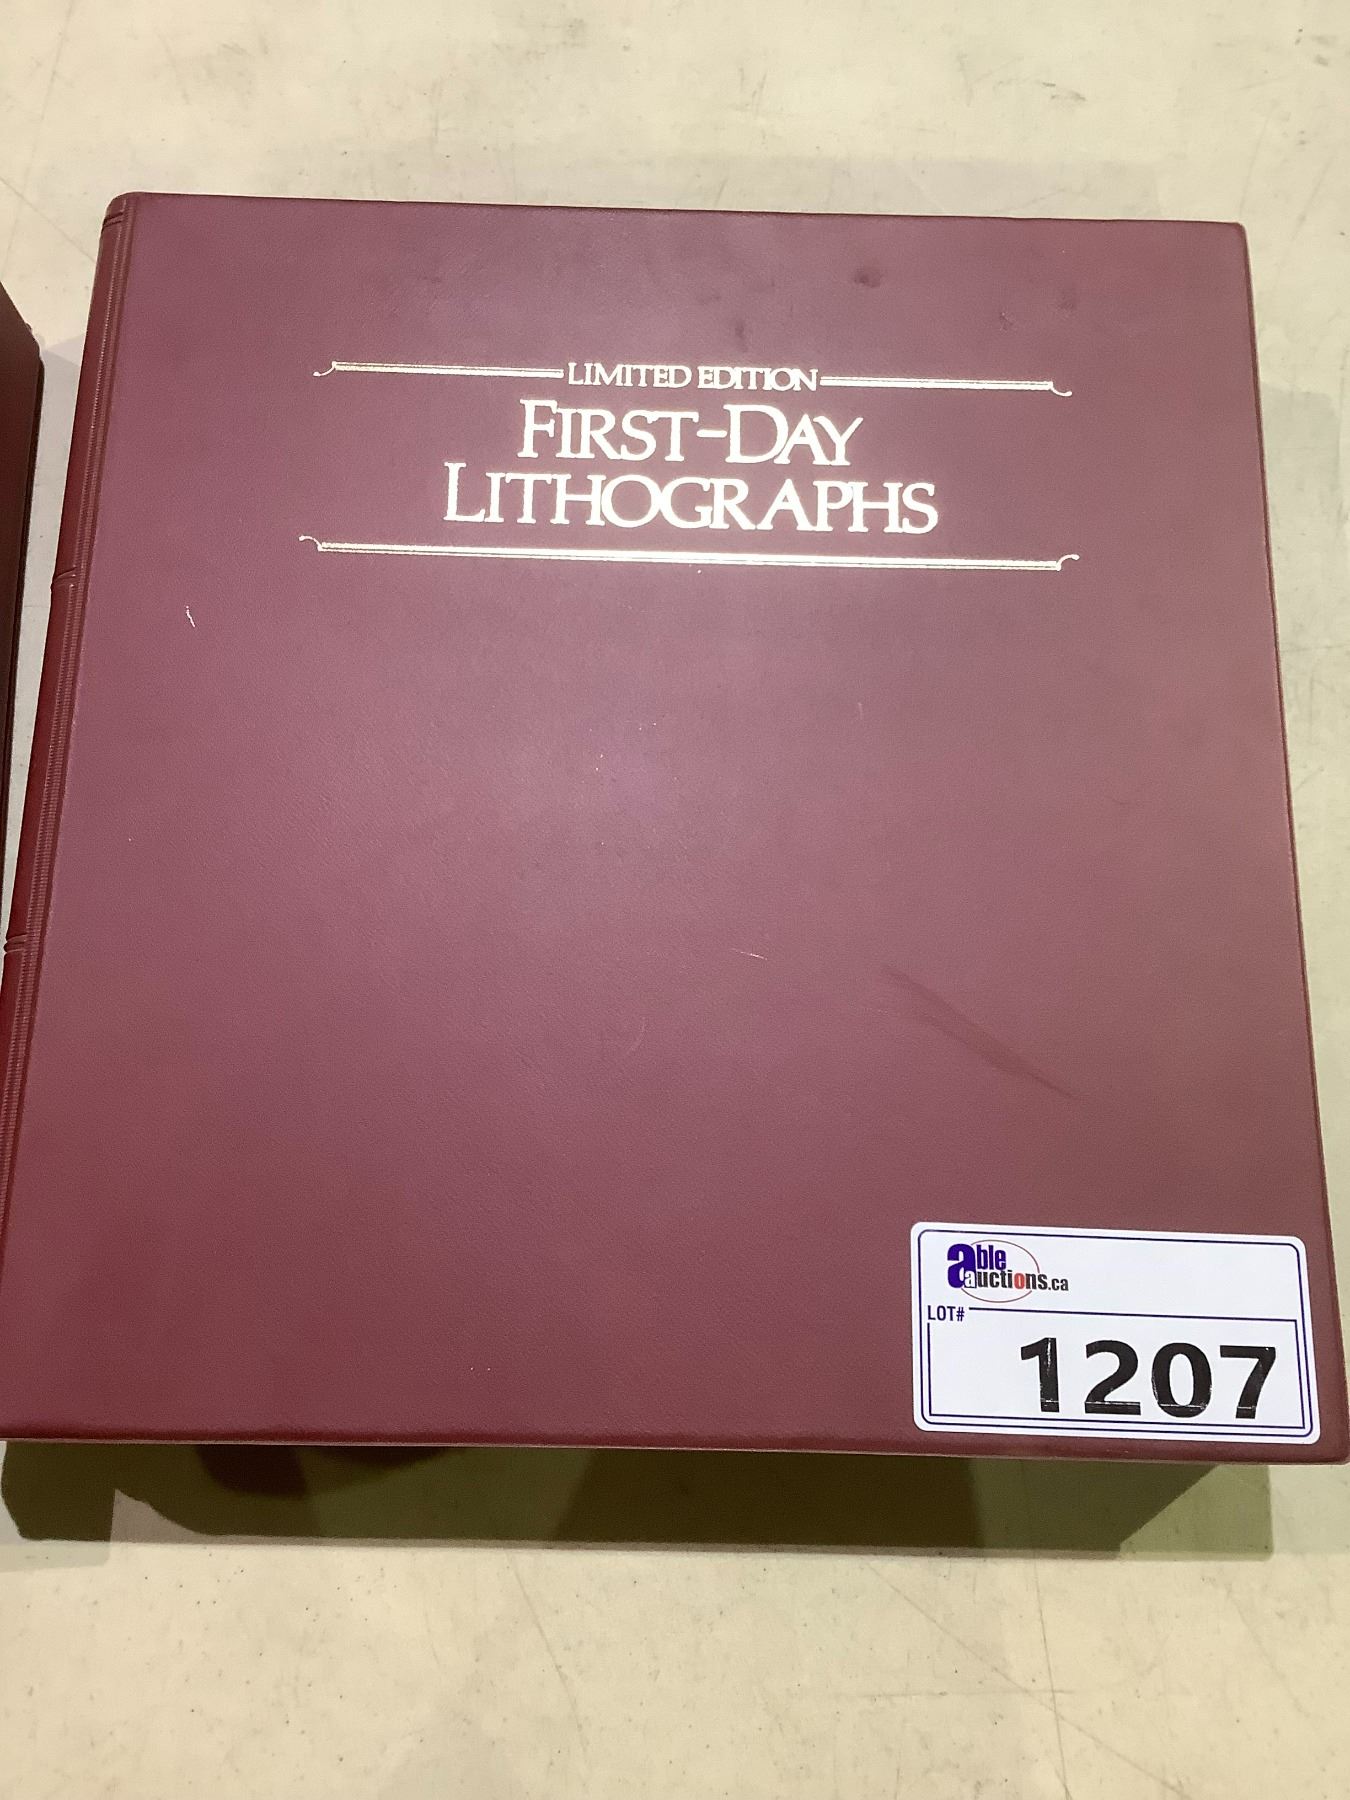 LIMITED EDITION
FIRST-DAY
LITHOGRAPHS
able
auctions.ca
LOT#
1207